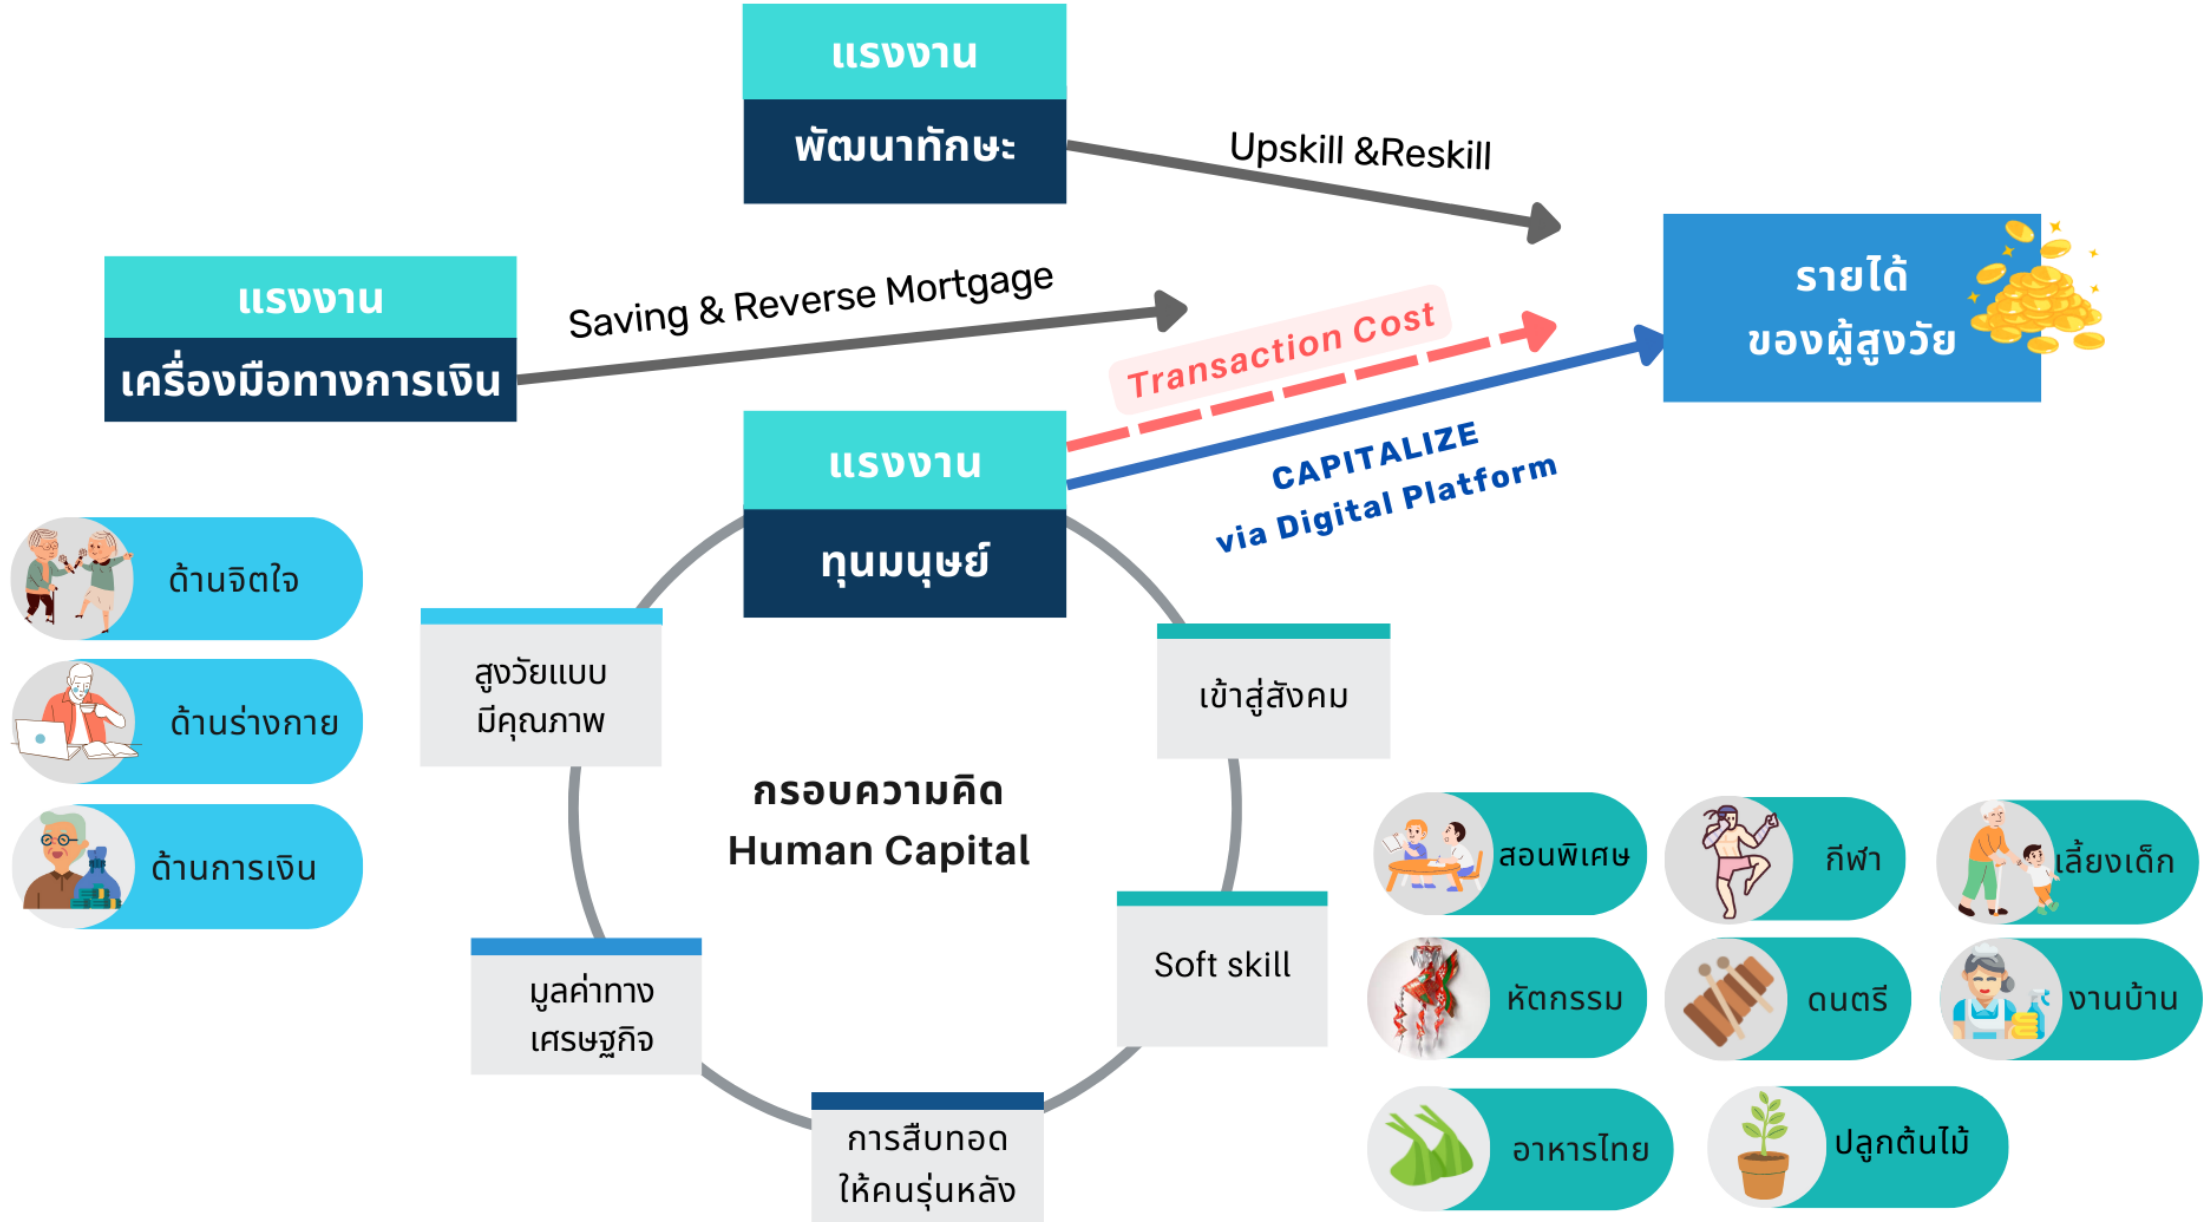 แรงงาน
พัฒนาทักษะ
Upskill &Reskill
แรงงาน
เครื่องมือทางการเงิน
Saving & Reverse Mortgage
รายได้
ของผู้สูงวัย
Transaction Cost
CAPITALIZE
via Digital Platform
แรงงาน
ทุนมนุษย์
ด้านจิตใจ
ด้านร่างกาย
ด้านการเงิน
สูงวัยแบบ
มีคุณภาพ
เข้าสู่สังคม
กรอบความคิด
Human Capital
มูลค่าทาง
เศรษฐกิจ
Soft skill
การสืบทอด
ให้คนรุ่นหลัง
สอนพิเศษ
กีฬา
เลี้ยงเด็ก
หัตกรรม
ดนตรี
งานบ้าน
อาหารไทย
ปลูกต้นไม้